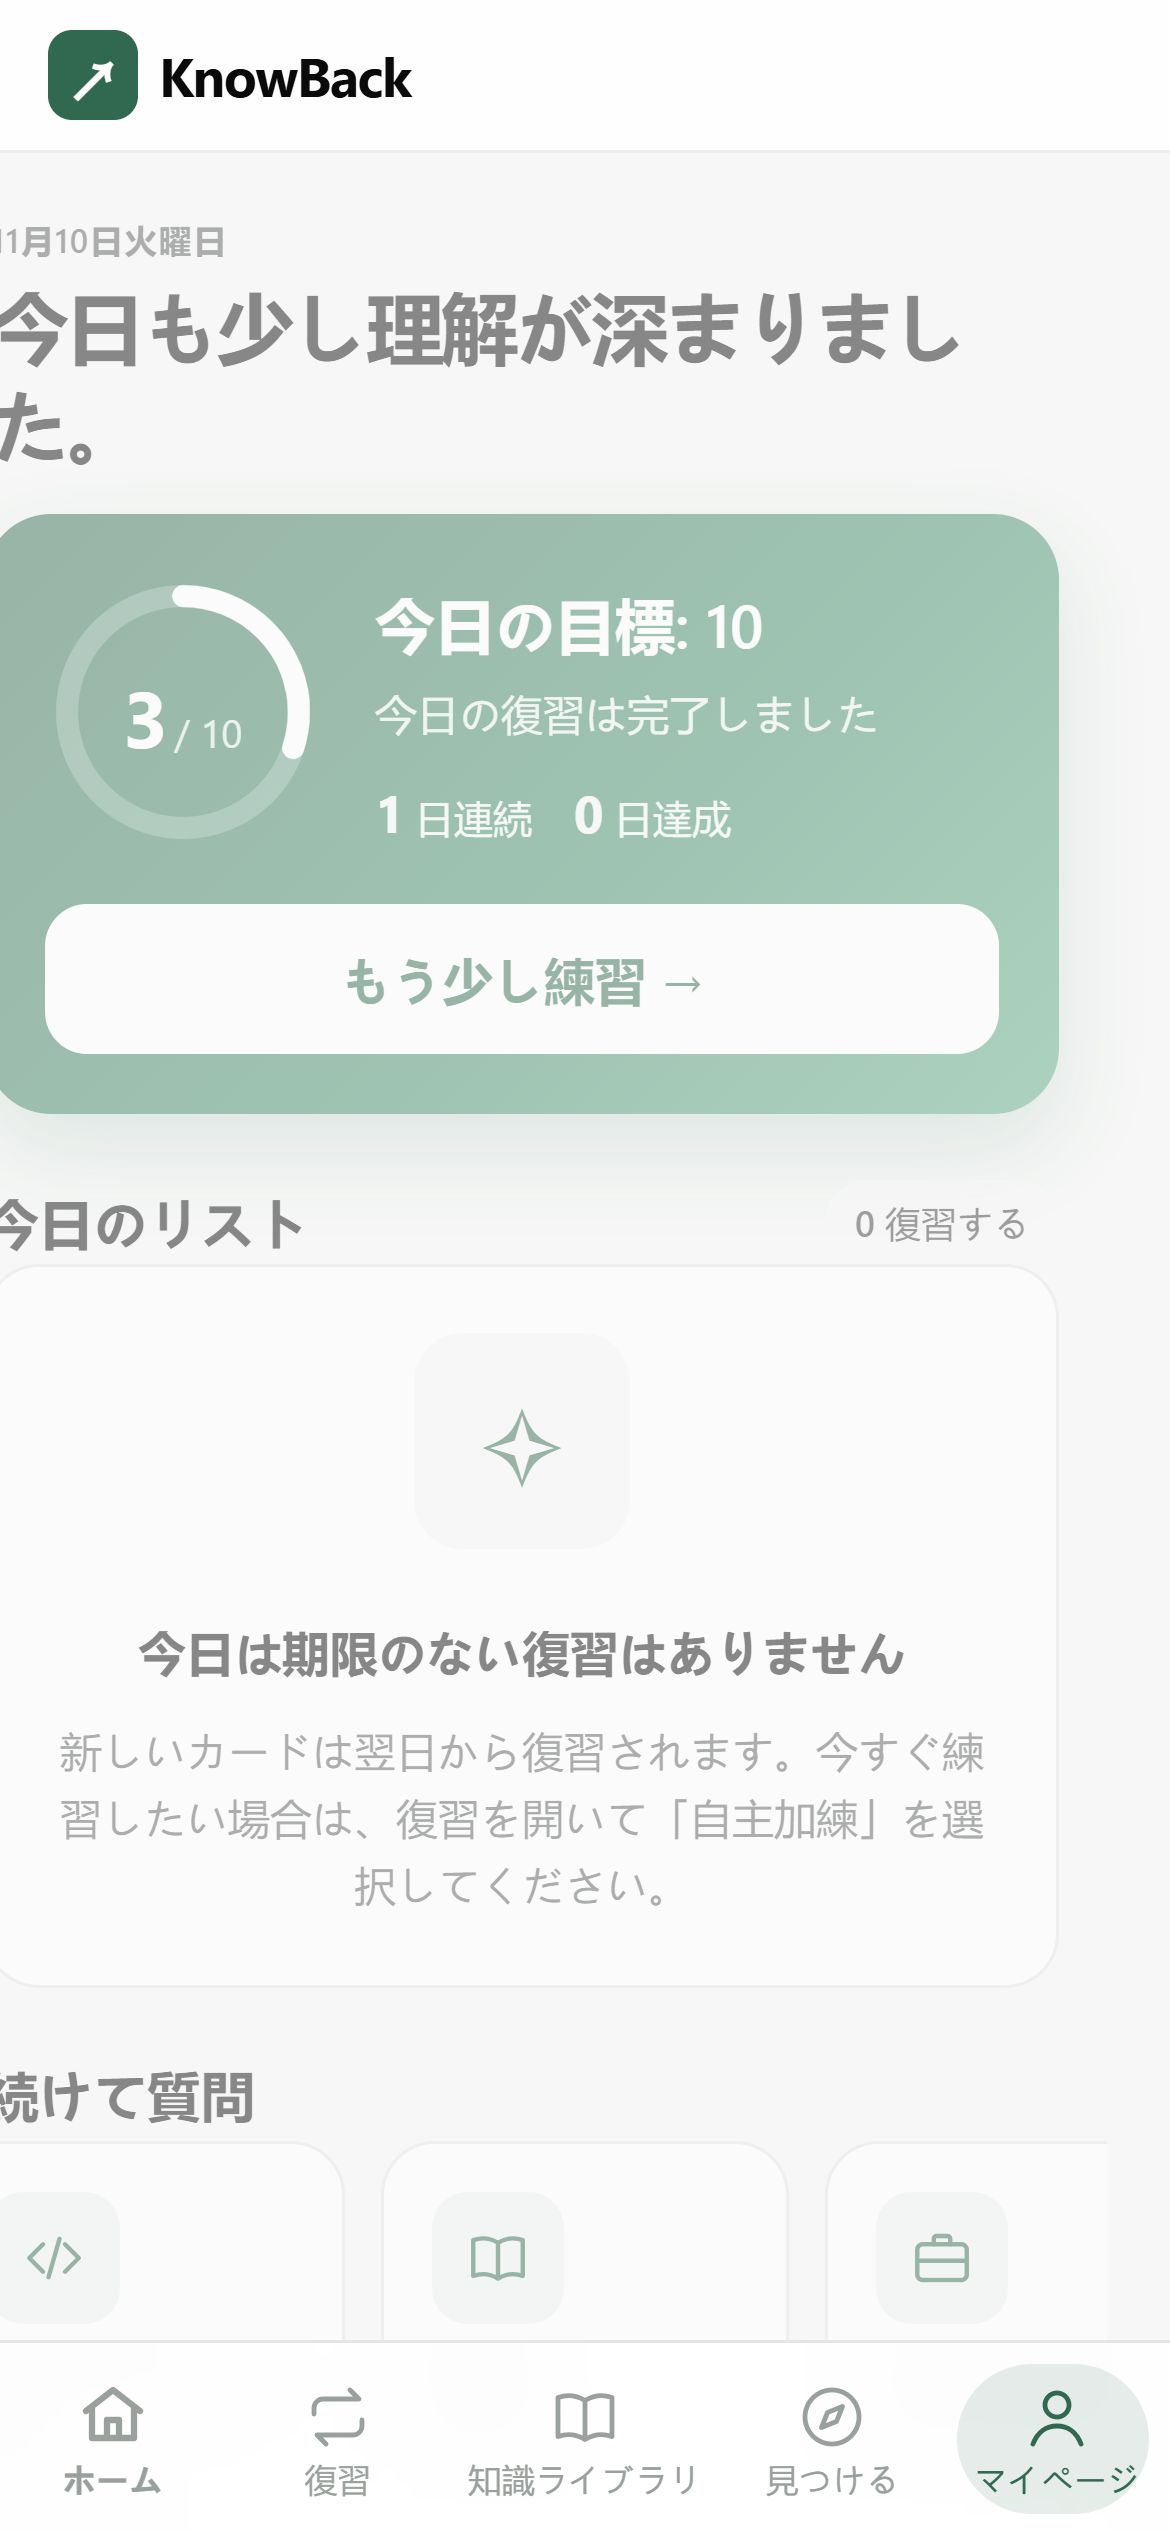 KnowBack
11月10日火曜日
今日も少し理解が深まりまし
た。
3 / 10
今日の目標: 10
今日の復習は完了しました
1 日連続 0 日達成
もう少し練習 →
今日のリスト
0 復習する
今日は期限のない復習はありません
新しいカードは翌日から復習されます。今すぐ練
習したい場合は、復習を開いて「自主加練」を選
択してください。
続けて質問
ホーム
復習
知識ライブラリ
見つける
マイページ